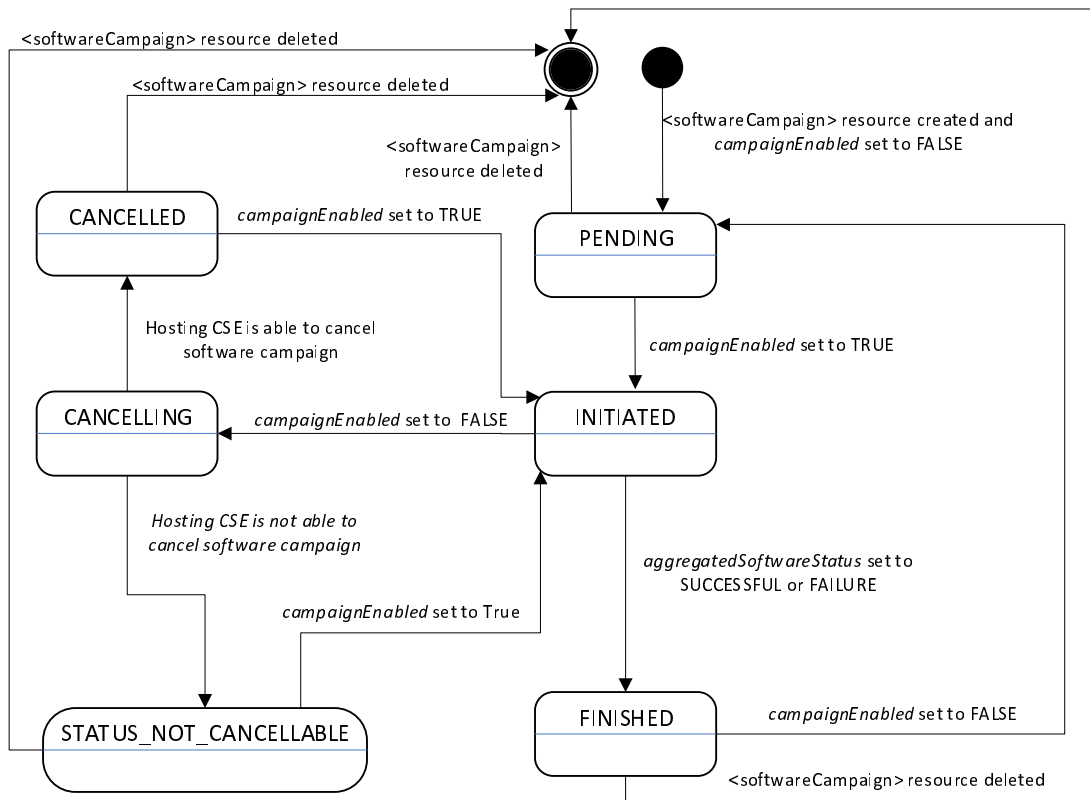 <softwareCampaign> resource deleted
<softwareCampaign> resource deleted
<softwareCampaign> resource created and
campaignEnabled set to FALSE
<softwareCampaign>
resource deleted
CANCELLED
campaignEnabled set to TRUE
PENDING
Hosting CSE is able to cancel
software campaign
campaignEnabled set to TRUE
CANCELLING
campaignEnabled set to FALSE
INITIATED
Hosting CSE is not able to
cancel software campaign
aggregatedSoftwareStatus set to
SUCCESSFUL or FAILURE
campaignEnabled set to True
STATUS_NOT_CANCELLABLE
FINISHED
campaignEnabled set to FALSE
<softwareCampaign> resource deleted